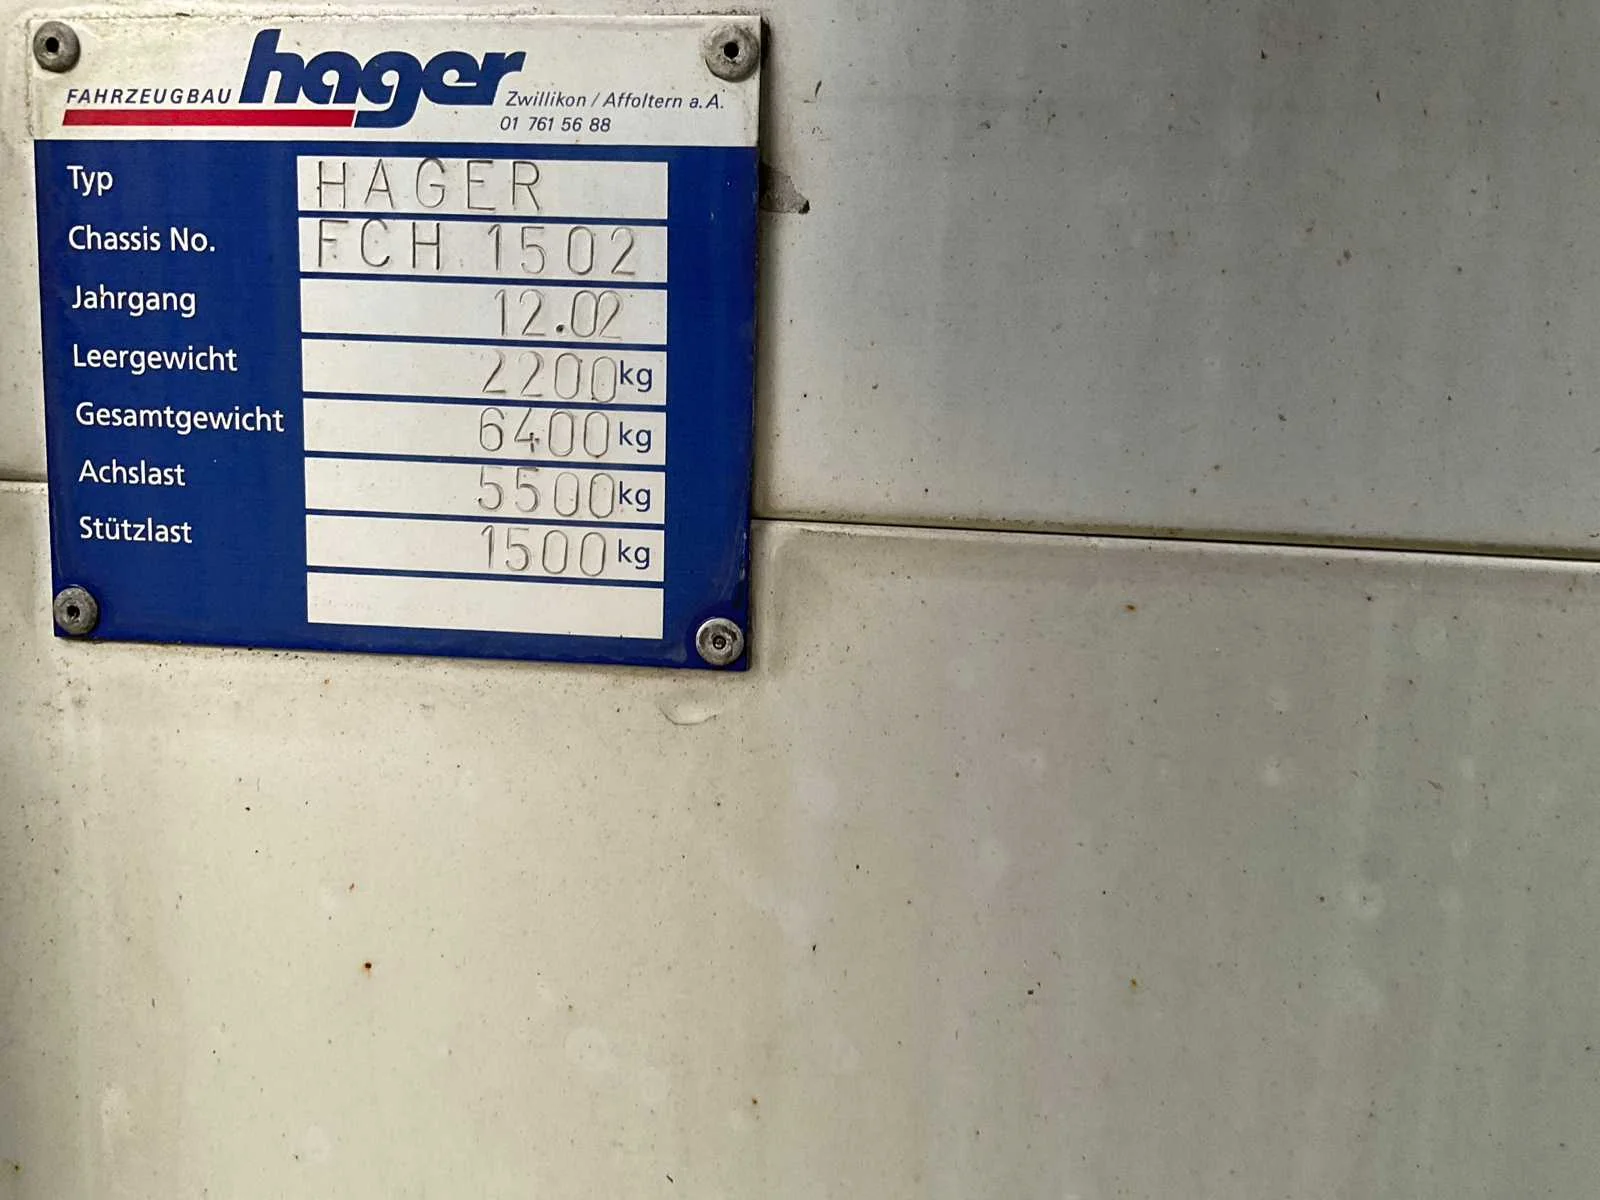 FAHRZEUGBAU hager Zwillikon / Affoltern a. A.
01 761 56 88
Typ HAGER
Chassis No. FCH 1502
Jahrgang 12.02
Leergewicht 2200 kg
Gesamtgewicht 6400 kg
Achslast 5500 kg
Stützlast 1500 kg